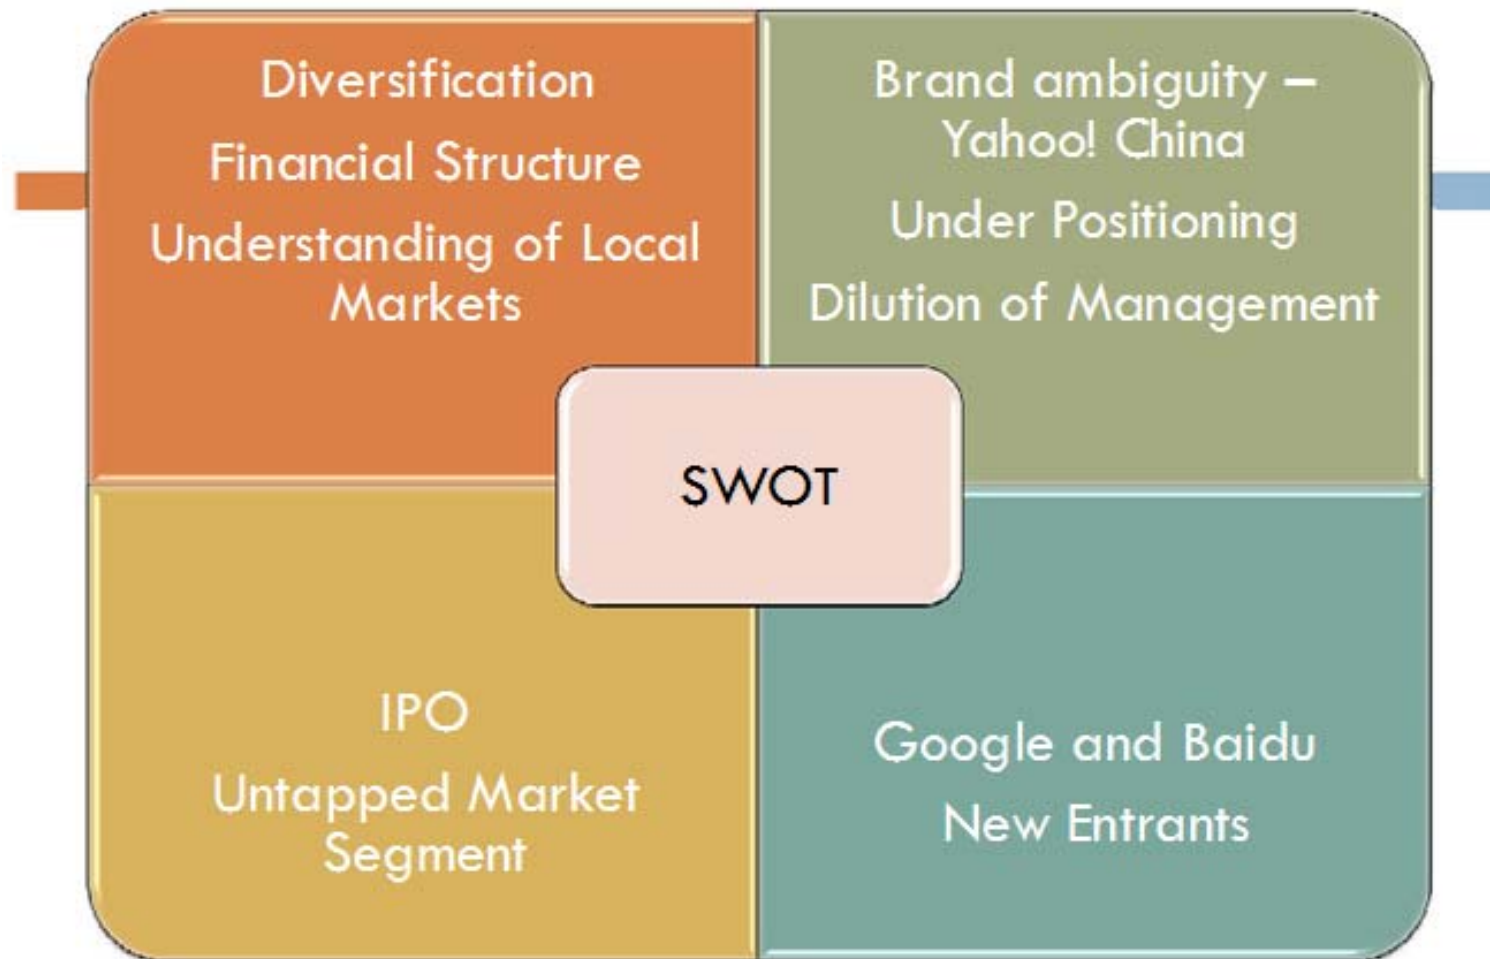 Diversification
Financial Structure
Understanding of Local
Markets
Brand ambiguity –
Yahoo! China
Under Positioning
Dilution of Management
SWOT
IPO
Untapped Market
Segment
Google and Baidu
New Entrants